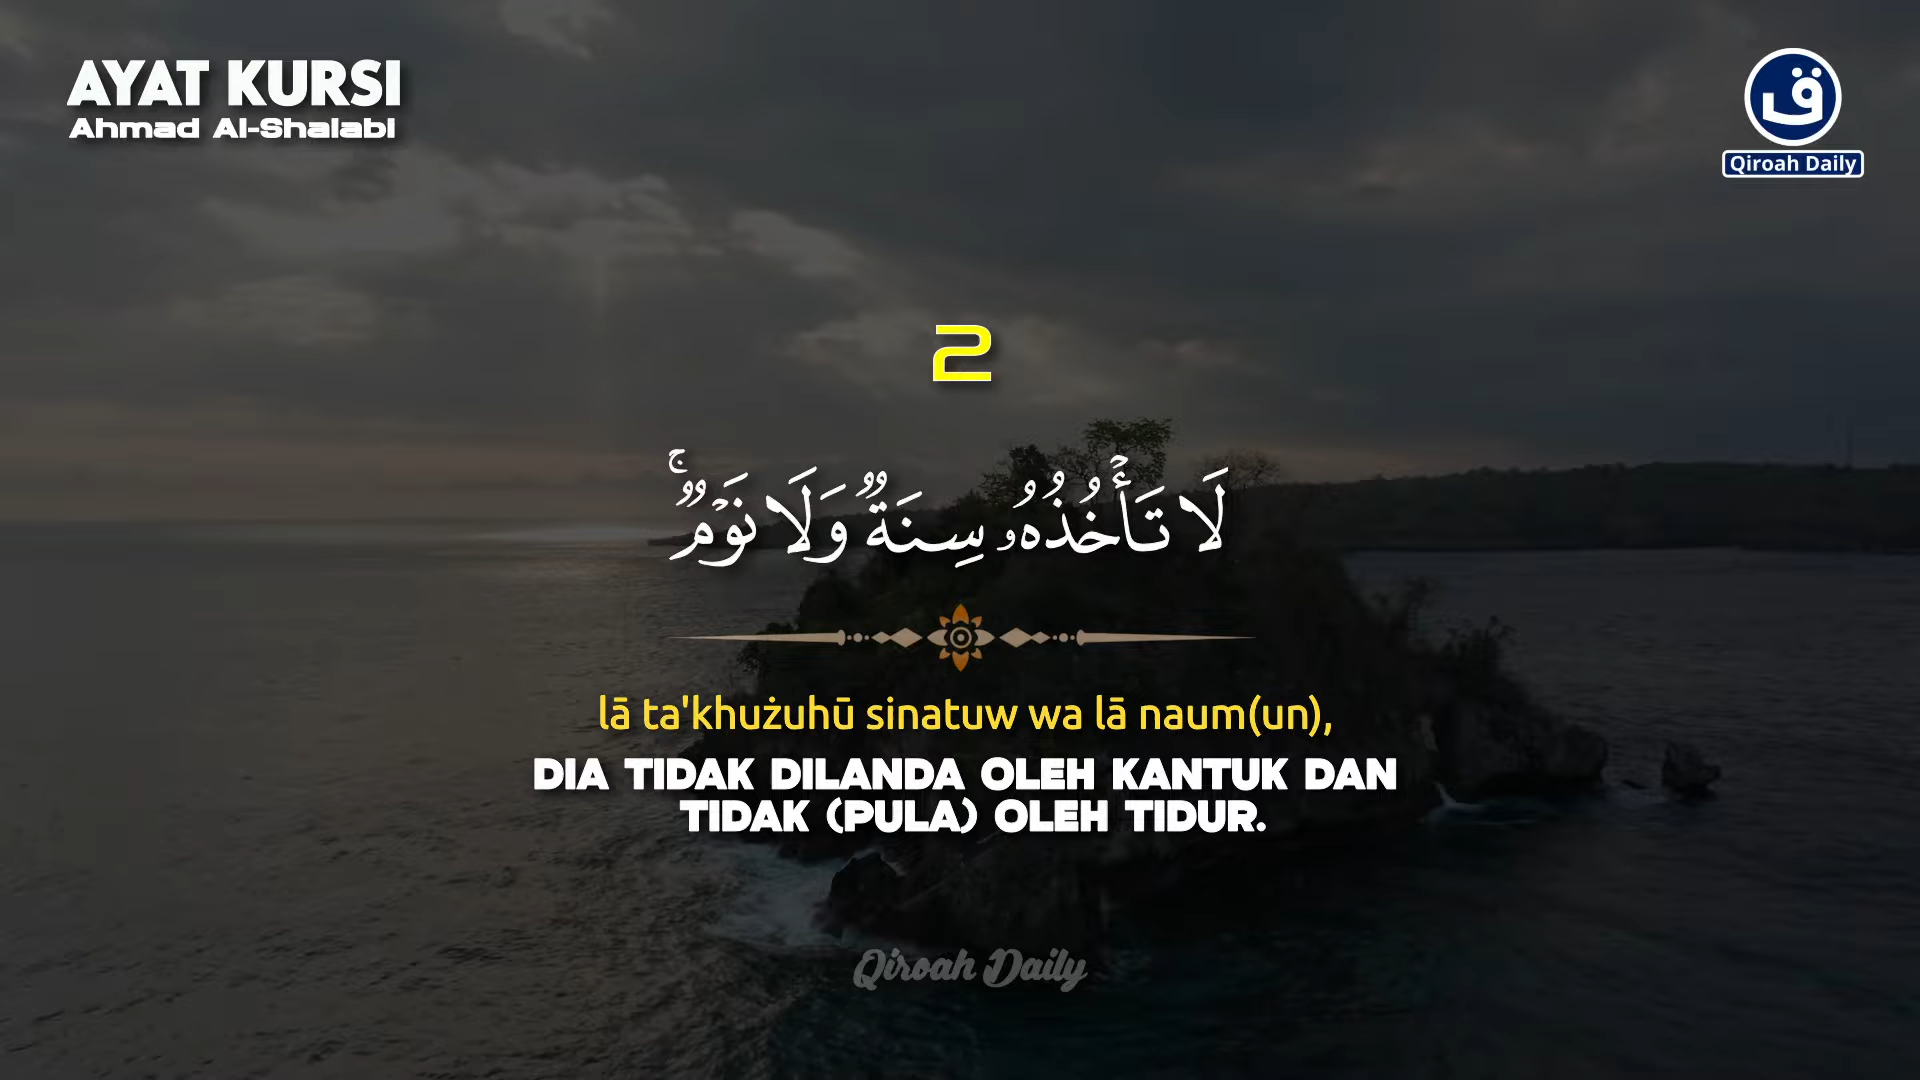 AYAT KURSI
Ahmad Al-Shalabi
ق
Qiroah Daily
2
لَا تَأْخُذُهُۥ سِنَةٌ وَلَا نَوْمٌ ۚ
lā ta'khużuhū sinatuw wa lā naum(un),
DIA TIDAK DILANDA OLEH KANTUK DAN
TIDAK (PULA) OLEH TIDUR.
Qiroah Daily